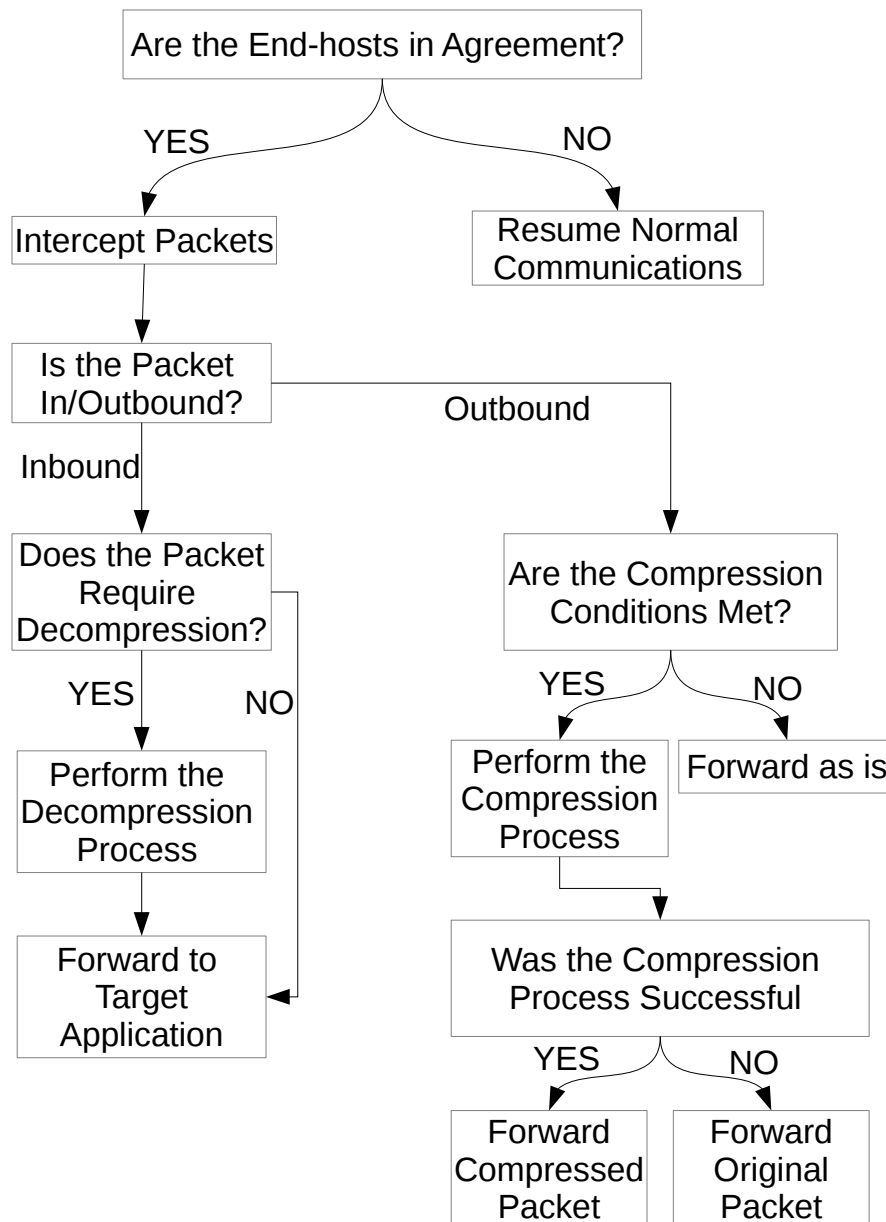 Are the End-hosts in Agreement?
YES
NO
Intercept Packets
Resume Normal
Communications
Is the Packet
In/Outbound?
Outbound
Inbound
Does the Packet
Require
Decompression?
Are the Compression
Conditions Met?
YES
NO
YES
NO
Perform the
Decompression
Process
Perform the
Compression
Process
Forward as is
Forward to
Target
Application
Was the Compression
Process Successful
YES
NO
Forward
Compressed
Packet
Forward
Original
Packet